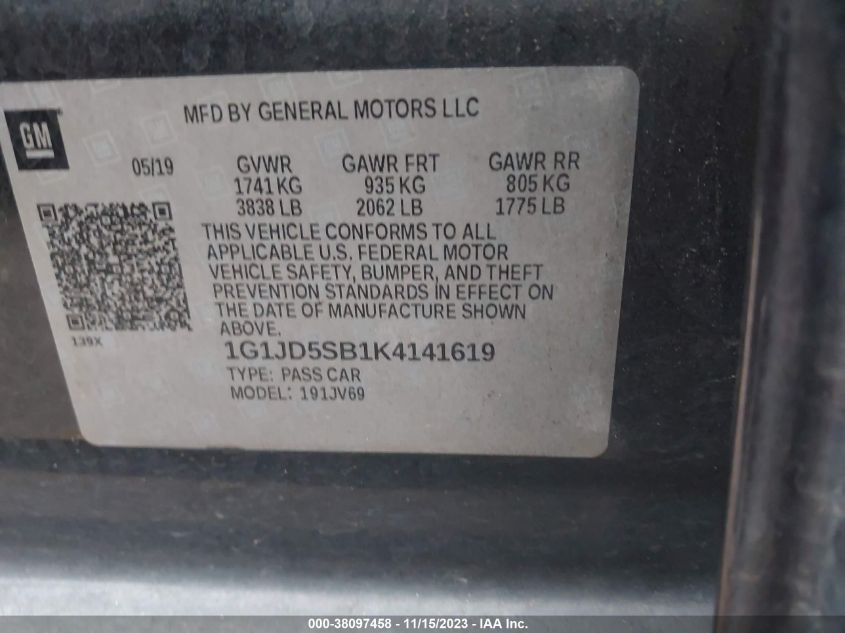 MFD BY GENERAL MOTORS LLC
GM
05/19 GVWR GAWR FRT GAWR RR
1741 KG 935 KG 805 KG
3838 LB 2062 LB 1775 LB
THIS VEHICLE CONFORMS TO ALL
APPLICABLE U.S. FEDERAL MOTOR
VEHICLE SAFETY, BUMPER, AND THEFT
PREVENTION STANDARDS IN EFFECT ON
THE DATE OF MANUFACTURE SHOWN
ABOVE.
139X
1G1JD5SB1K4141619
TYPE: PASS CAR
MODEL: 191JV69
000-38097458 - 11/15/2023 - IAA Inc.